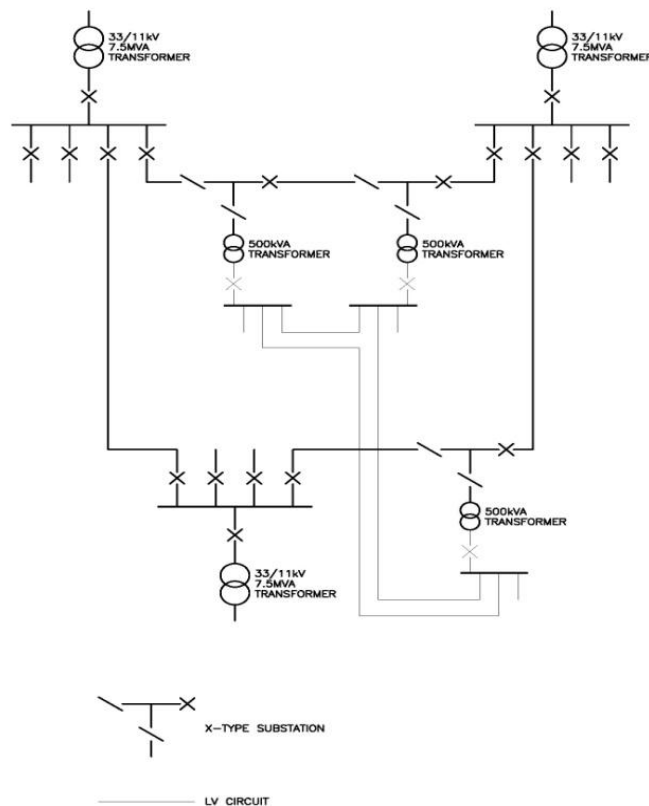 33/11kV
7.5MVA
TRANSFORMER
33/11kV
7.5MVA
TRANSFORMER
500kVA
TRANSFORMER
500kVA
TRANSFORMER
500kVA
TRANSFORMER
33/11kV
7.5MVA
TRANSFORMER
X-TYPE SUBSTATION
LV CIRCUIT